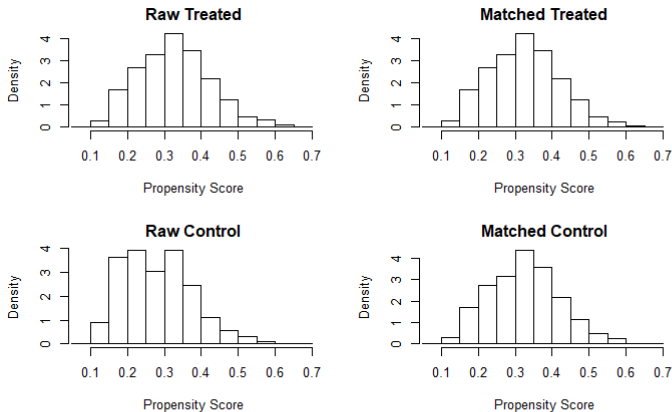 Raw Treated
Density
0 1 2 3 4
0.1 0.2 0.3 0.4 0.5 0.6 0.7
Propensity Score
Matched Treated
Density
0 1 2 3 4
0.1 0.2 0.3 0.4 0.5 0.6 0.7
Propensity Score
Raw Control
Density
0 1 2 3 4
0.1 0.2 0.3 0.4 0.5 0.6 0.7
Propensity Score
Matched Control
Density
0 1 2 3 4
0.1 0.2 0.3 0.4 0.5 0.6 0.7
Propensity Score